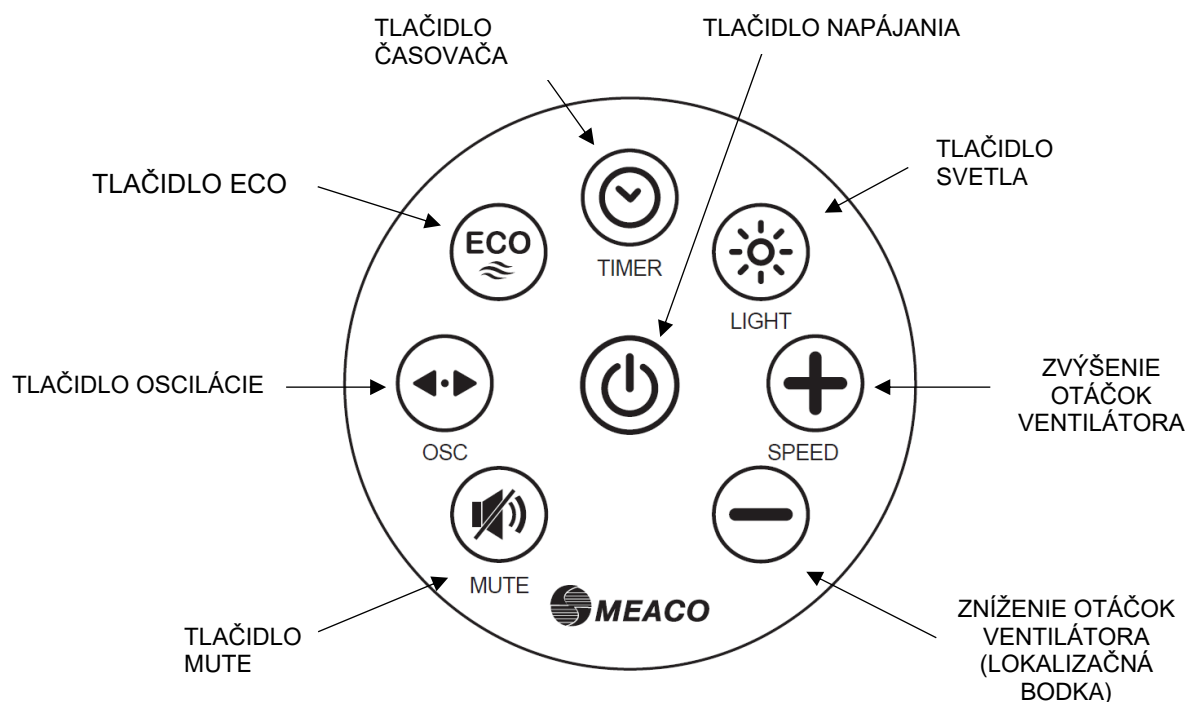 TLAČIDLO
ČASOVAČA
TLAČIDLO NAPÁJANIA
TLAČIDLO
SVETLA
TLAČIDLO ECO
ECO
TIMER
LIGHT
TLAČIDLO OSCILÁCIE
OSC
SPEED
ZVÝŠENIE
OTÁČOK
VENTILÁTORA
MUTE
MEACO
TLAČIDLO
MUTE
ZNÍŽENIE OTÁČOK
VENTILÁTORA
(LOKALIZAČNÁ
BODKA)